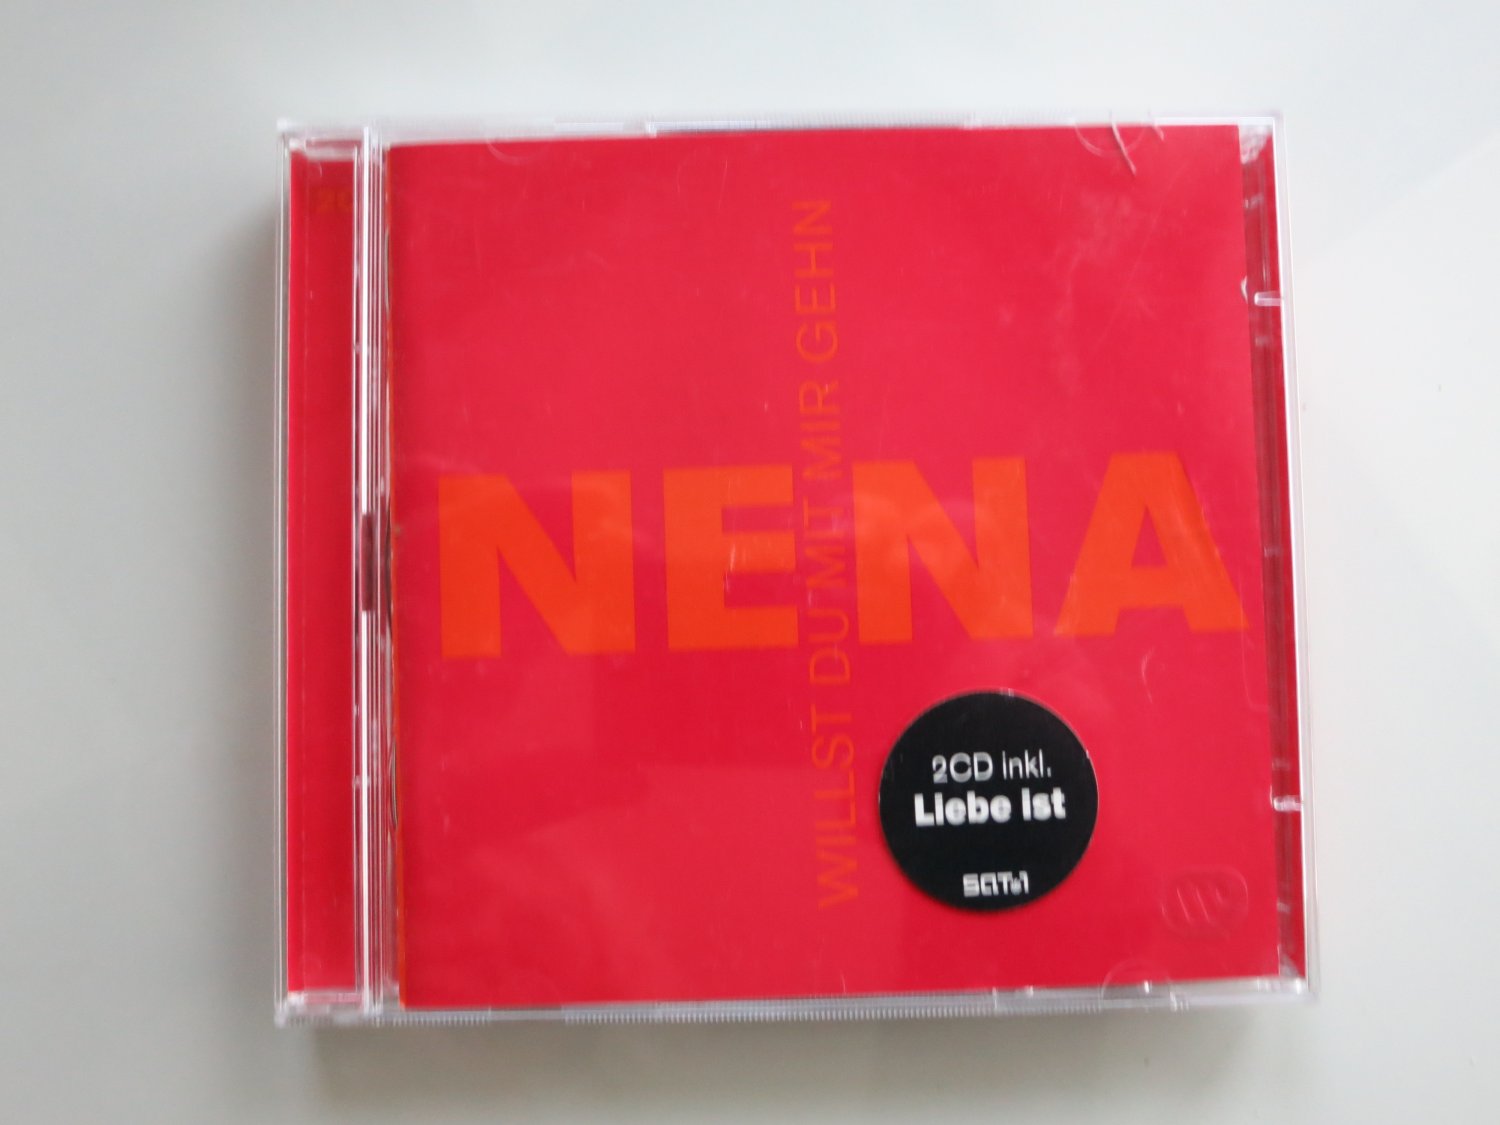 NENA
WILLST DU MIT MIR GEHN
2CD inkl.
Liebe ist
SAT.1